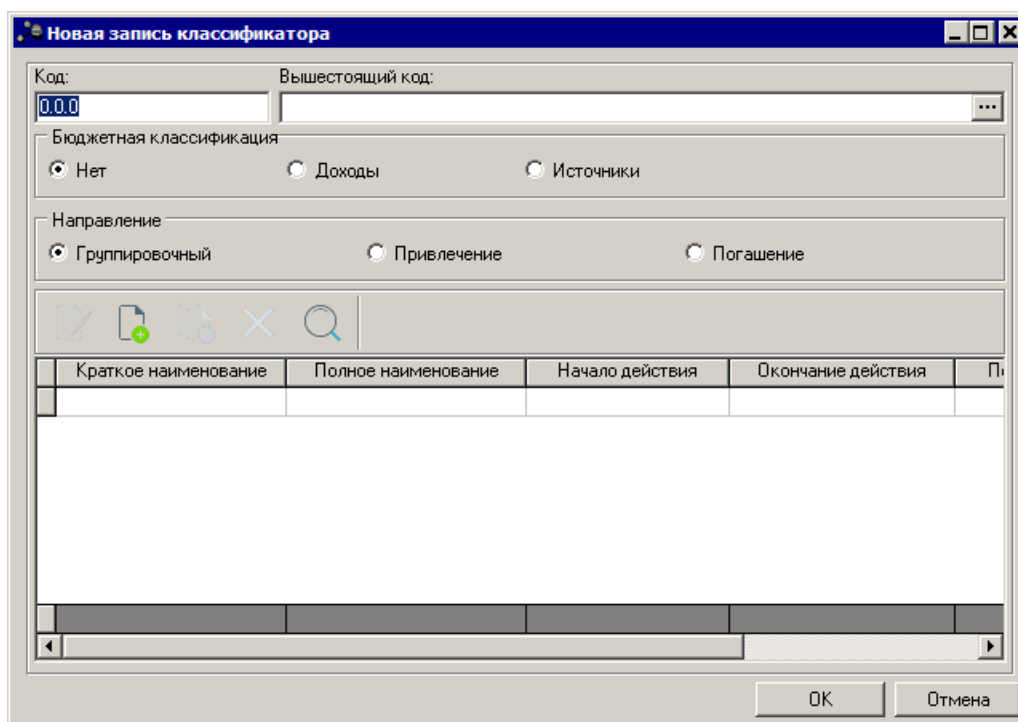 Новая запись классификатора
Код: Вышестоящий код:
0.0.0
Бюджетная классификация
Нет Доходы Источники
Направление
Группировочный Привлечение Погашение
Краткое наименование Полное наименование Начало действия Окончание действия
OK Отмена